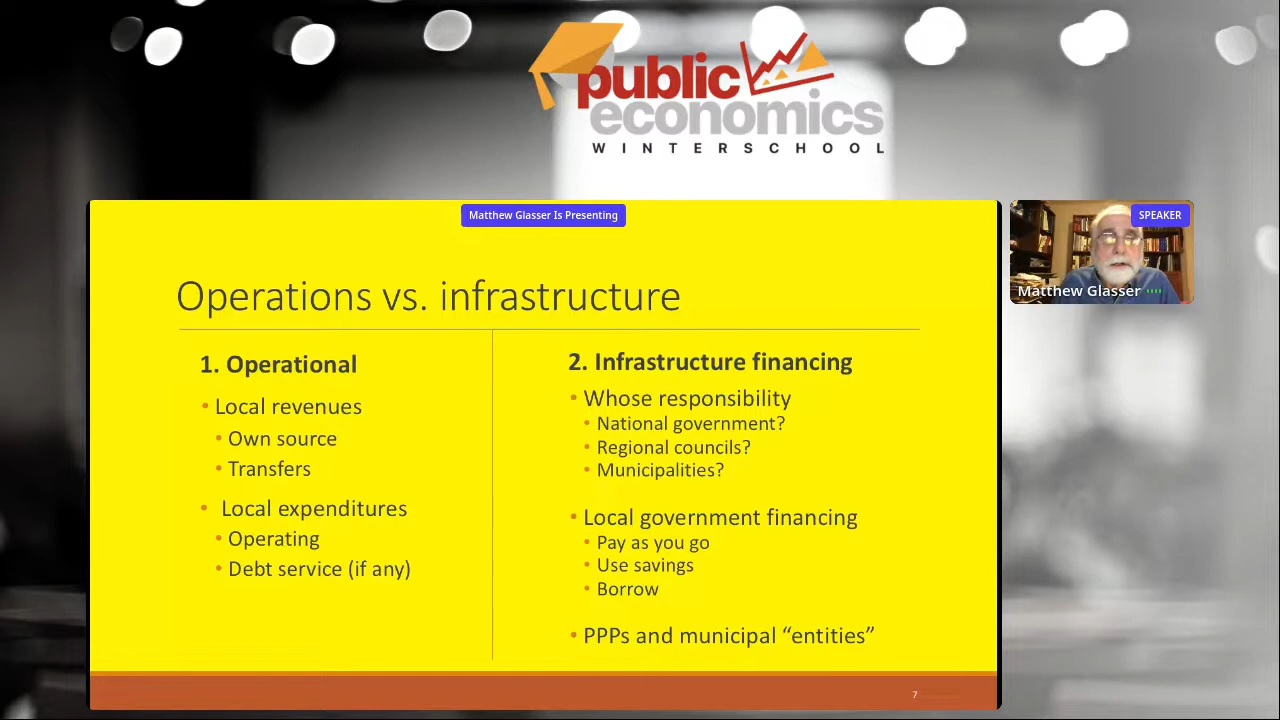 public
economics
WINTERSCHOOL
Matthew Glasser Is Presenting
SPEAKER
Matthew Glasser
Operations vs. infrastructure
1. Operational
• Local revenues
• Own source
• Transfers
• Local expenditures
• Operating
• Debt service (if any)
2. Infrastructure financing
• Whose responsibility
• National government?
• Regional councils?
• Municipalities?
• Local government financing
• Pay as you go
• Use savings
• Borrow
• PPPs and municipal “entities”
7